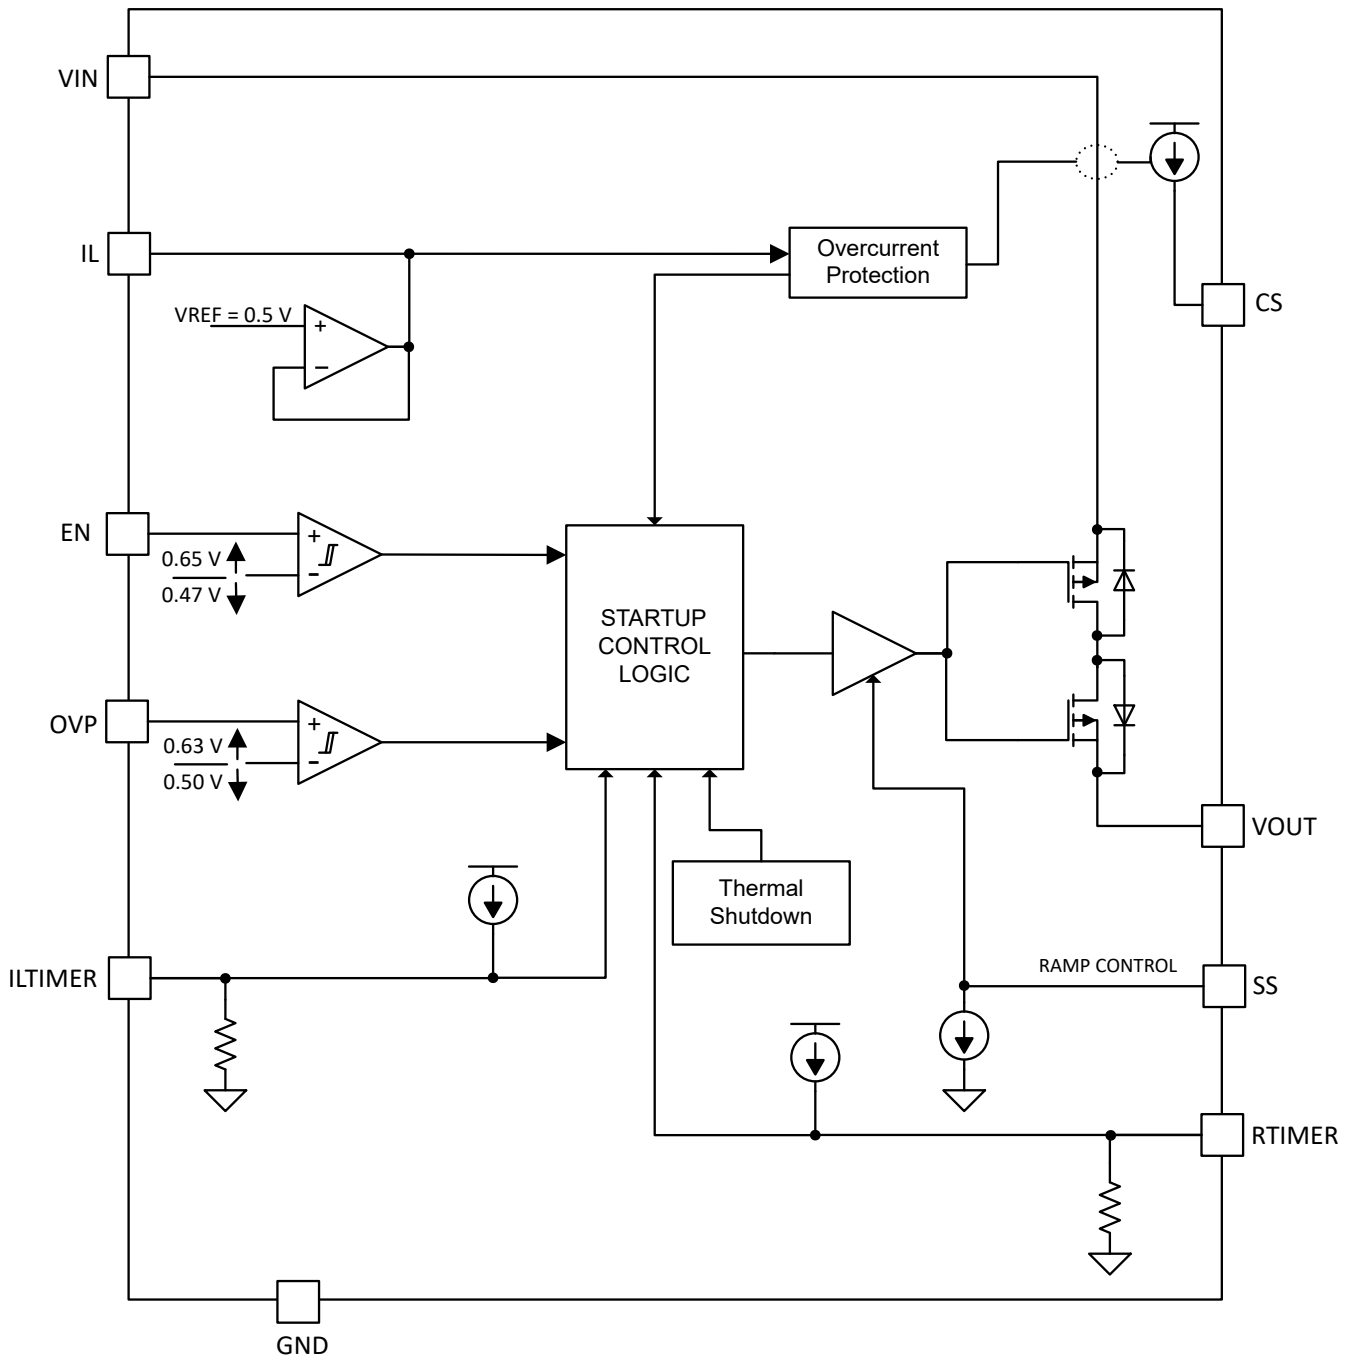 VIN
IL
Overcurrent
Protection
CS
VREF = 0.5 V
+
−
EN
+
0.65 V
−
0.47 V
STARTUP
CONTROL
LOGIC
OVP
+
0.63 V
−
0.50 V
VOUT
Thermal
Shutdown
ILTIMER
RAMP CONTROL
SS
RTIMER
GND